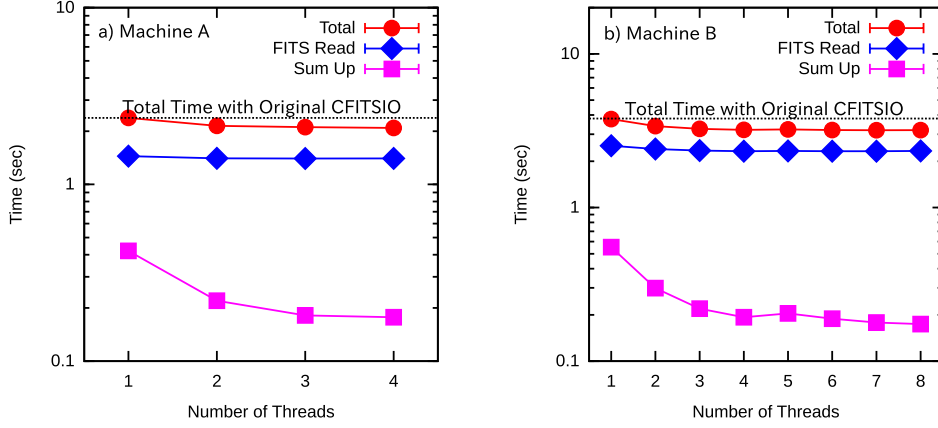 a) Machine A
Total
FITS Read
Sum Up
Total Time with Original CFITSIO
10
1
0.1
Time (sec)
1 2 3 4
Number of Threads
b) Machine B
Total
FITS Read
Sum Up
Total Time with Original CFITSIO
10
1
0.1
Time (sec)
1 2 3 4 5 6 7 8
Number of Threads